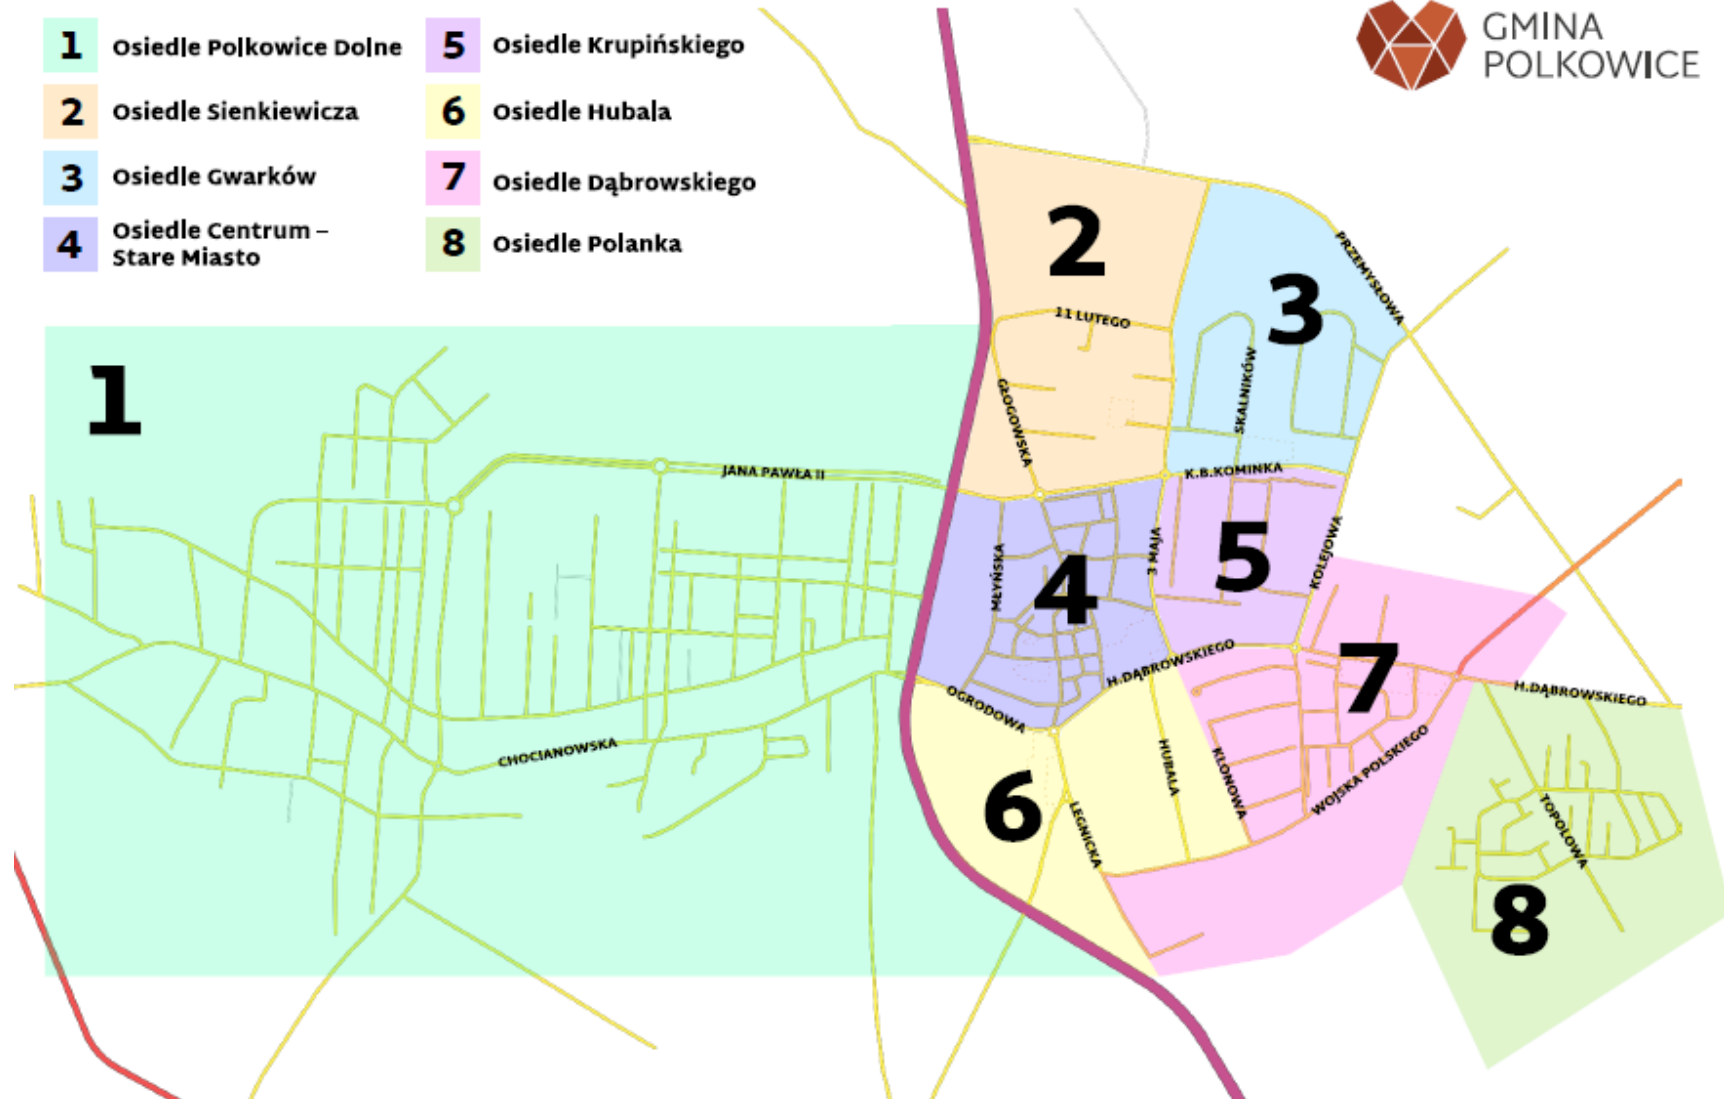 1 Osiedle Polkowice Dolne
2 Osiedle Sienkiewicza
3 Osiedle Gwarków
4 Osiedle Centrum –
Stare Miasto
5 Osiedle Krupińskiego
6 Osiedle Hubala
7 Osiedle Dąbrowskiego
8 Osiedle Polanka
GMINA
POLKOWICE
2
3
PRZEMYSŁOWA
11 LUTEGO
1
GŁOGOWSKA
SKALNIKÓW
JANA PAWŁA II
K.B.KOMINKA
MŁYŃSKA
4
3 MAJA
5
KOLEJOWA
7
H.DĄBROWSKIEGO
H.DĄBROWSKIEGO
OGRODOWA
CHOCIANOWSKA
6
LEGNICKA
HUBALA
KLONOWA
WOJSKA POLSKIEGO
TOPOLOWA
8